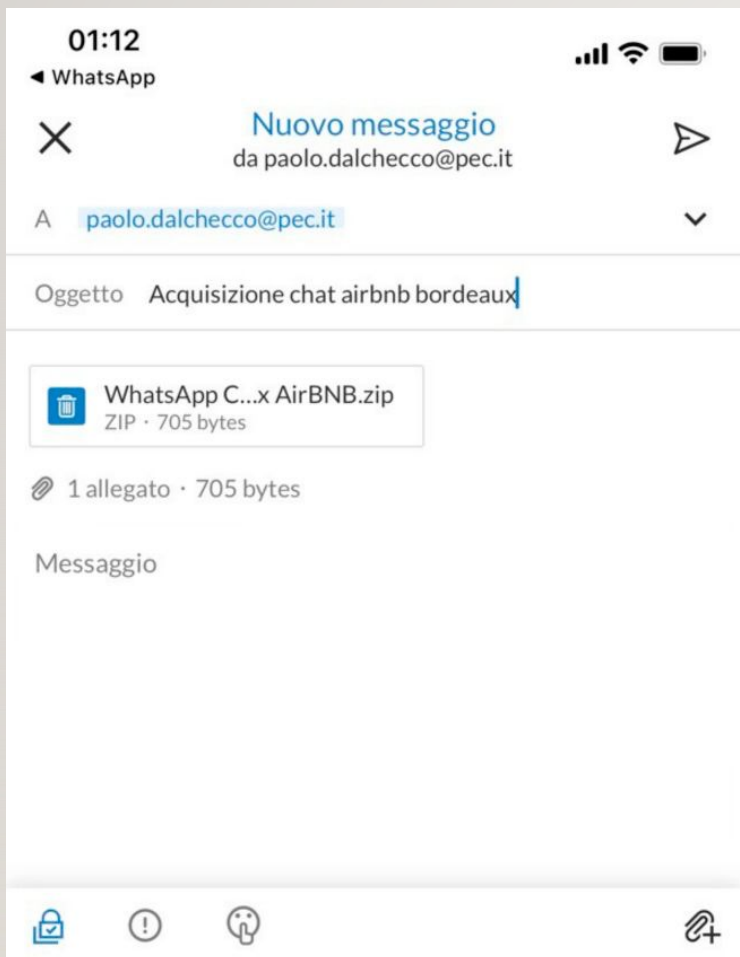 01:12
◀ WhatsApp
Nuovo messaggio
da paolo.dalchecco@pec.it
A paolo.dalchecco@pec.it
Oggetto Acquisizione chat airbnb bordeaux
WhatsApp C...x AirBNB.zip
ZIP · 705 bytes
1 allegato · 705 bytes
Messaggio